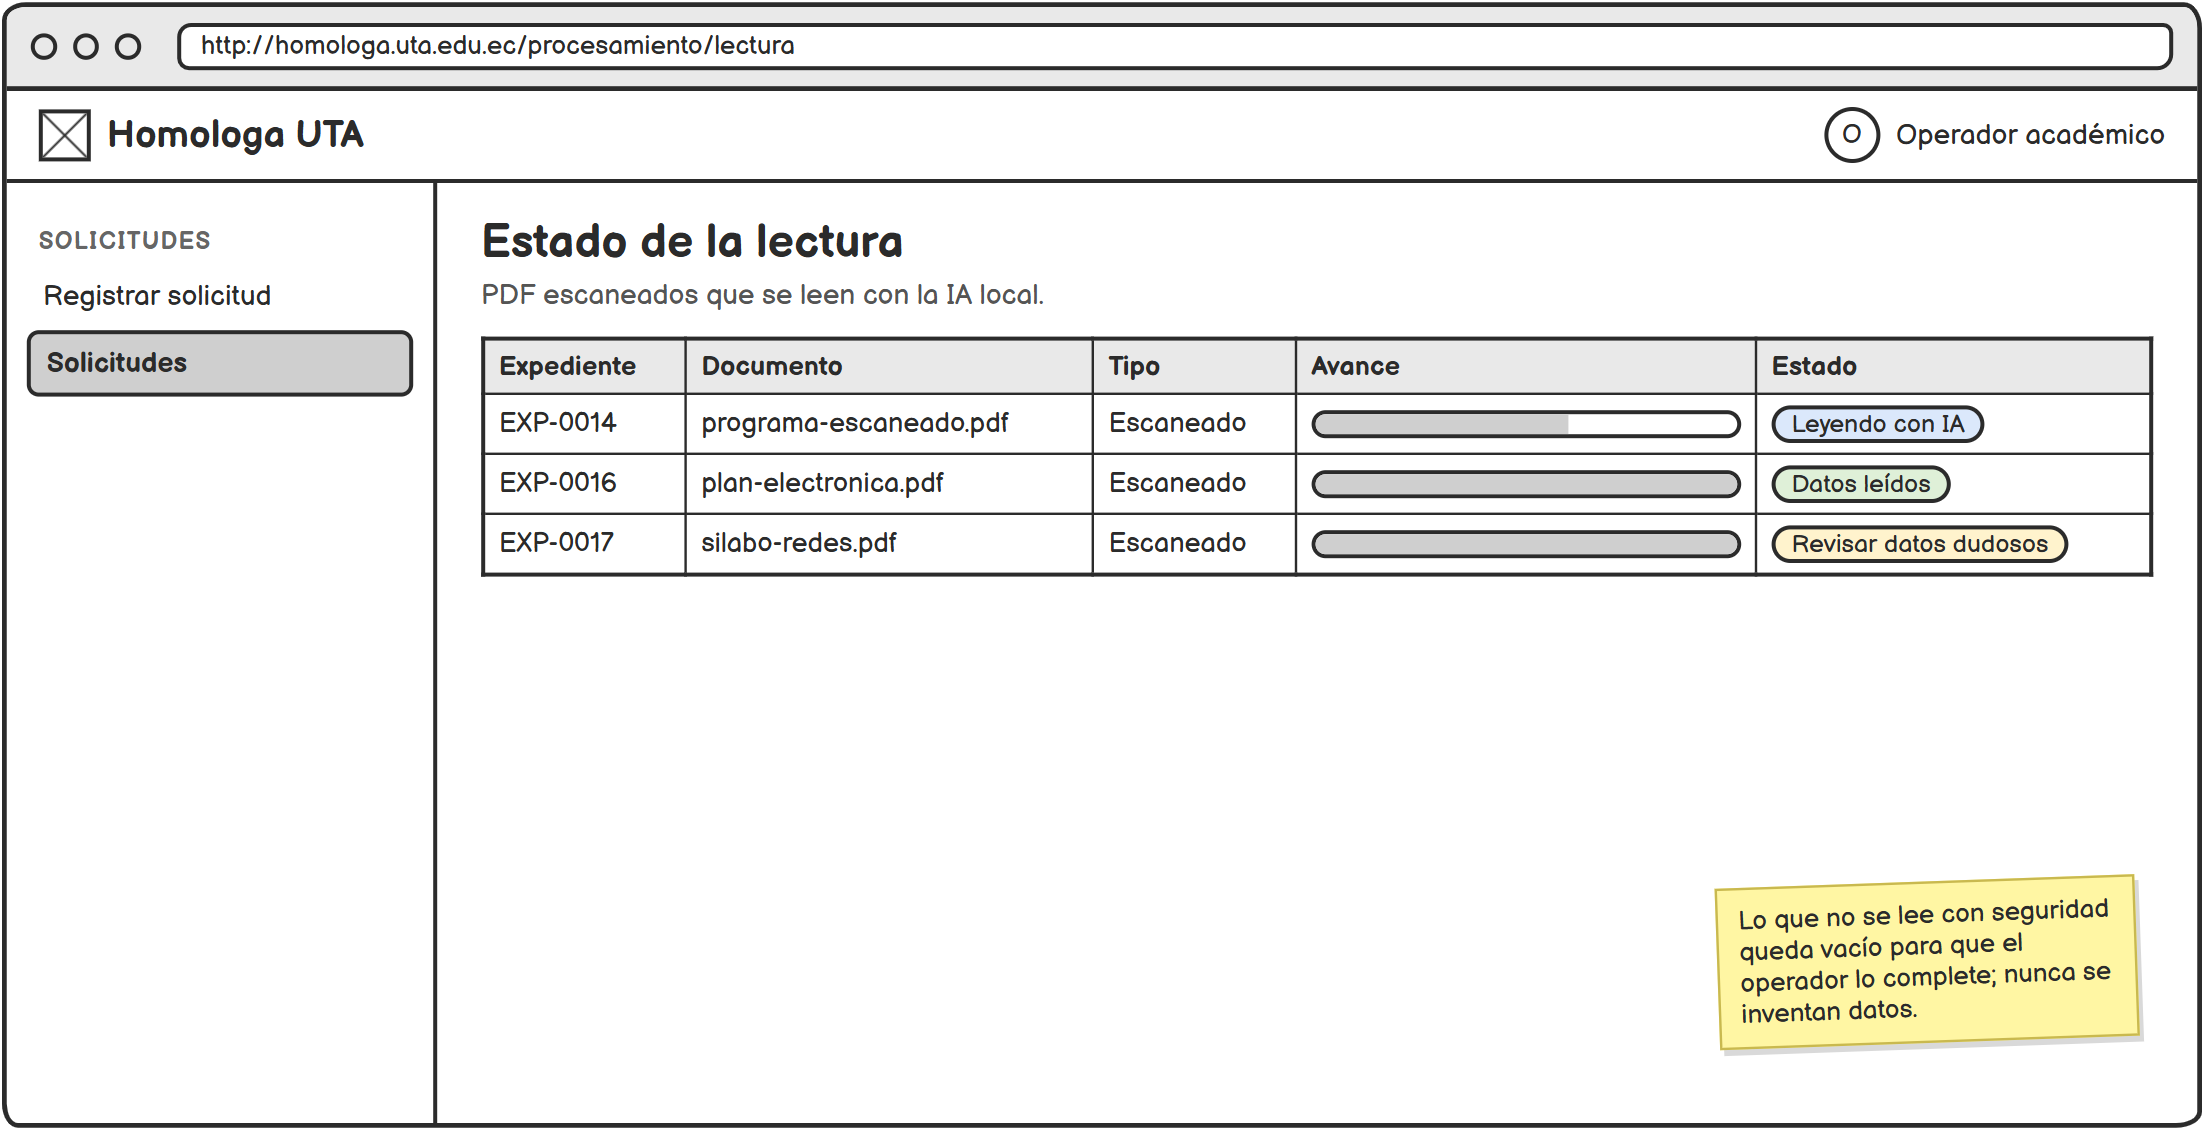 http://homologa.uta.edu.ec/procesamiento/lectura
Homologa UTA
O Operador académico
SOLICITUDES
Registrar solicitud
Solicitudes
Estado de la lectura
PDF escaneados que se leen con la IA local.
Expediente Documento Tipo Avance Estado
EXP-0014 programa-escaneado.pdf Escaneado Leyendo con IA
EXP-0016 plan-electronica.pdf Escaneado Datos leídos
EXP-0017 silabo-redes.pdf Escaneado Revisar datos dudosos
Lo que no se lee con seguridad
queda vacío para que el
operador lo complete; nunca se
inventan datos.